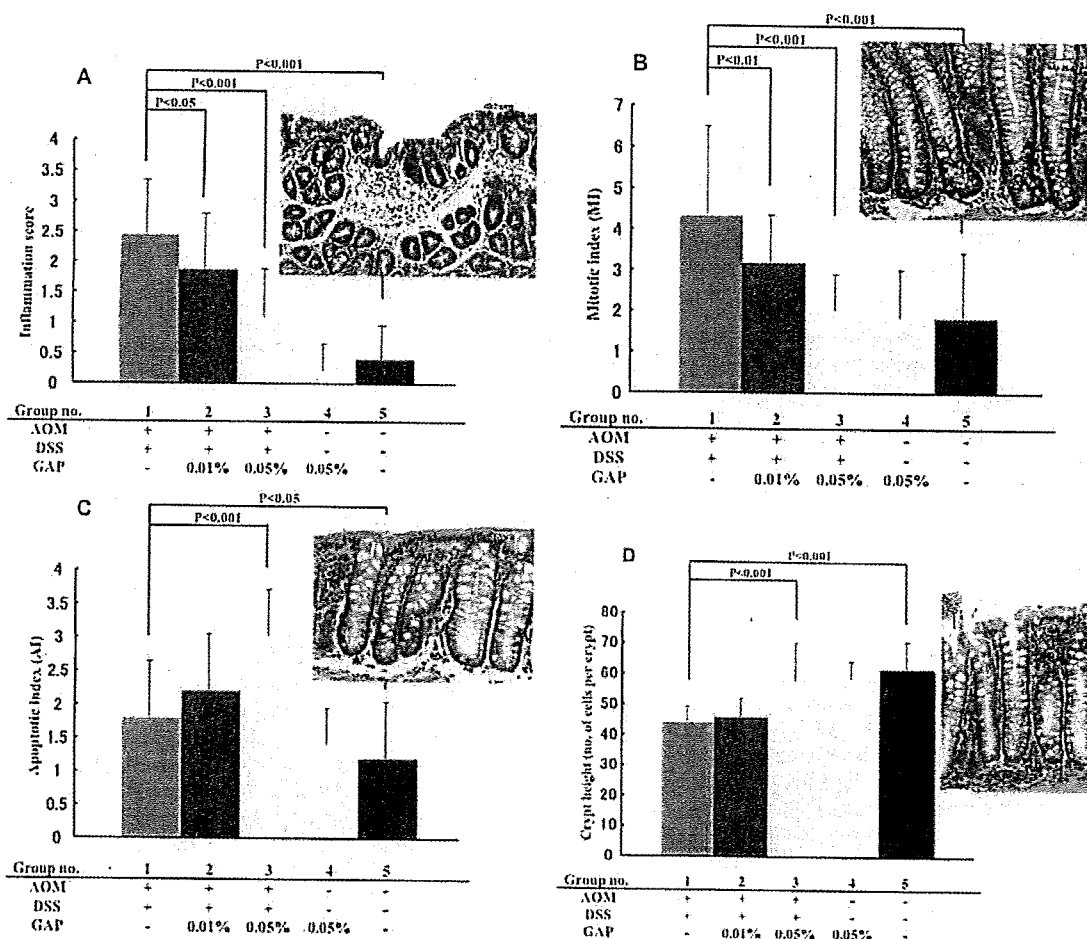 A
P<0.001
P<0.001
P<0.05
Inflammation score
4
3.5
3
2.5
2
1.5
1
0.5
0
Group no. 1 2 3 4 5
AOM + + + - -
DSS + + + - -
GAP - 0.01% 0.05% 0.05% -
B
P<0.001
P<0.001
P<0.01
Mitotic index (MI)
7
6
5
4
3
2
1
0
Group no. 1 2 3 4 5
AOM + + + - -
DSS + + + - -
GAP - 0.01% 0.05% 0.05% -
C
P<0.05
P<0.001
Apoptotic index (AI)
4
3.5
3
2.5
2
1.5
1
0.5
0
Group no. 1 2 3 4 5
AOM + + + - -
DSS + + + - -
GAP - 0.01% 0.05% 0.05% -
D
P<0.001
P<0.001
Crypt height (no. of cells per crypt)
80
70
60
50
40
30
20
10
0
Group no. 1 2 3 4 5
AOM + + + - -
DSS + + + - -
GAP - 0.01% 0.05% 0.05% -